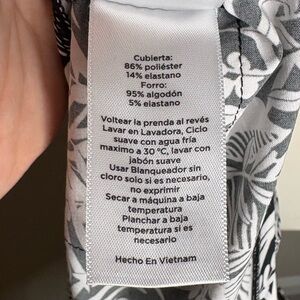 Cubierta:
86% poliéster
14% elastano
Forro:
95% algodón
5% elastano
Voltear la prenda al revés
Lavar en Lavadora, Ciclo
suave con agua fría
maximo a 30 °C, lavar con
jabón suave
Usar Blanqueador sin
cloro solo si es necesario,
no exprimir
Secar a máquina a baja
temperatura
Planchar a baja
temperatura si es
necesario
Hecho En Vietnam